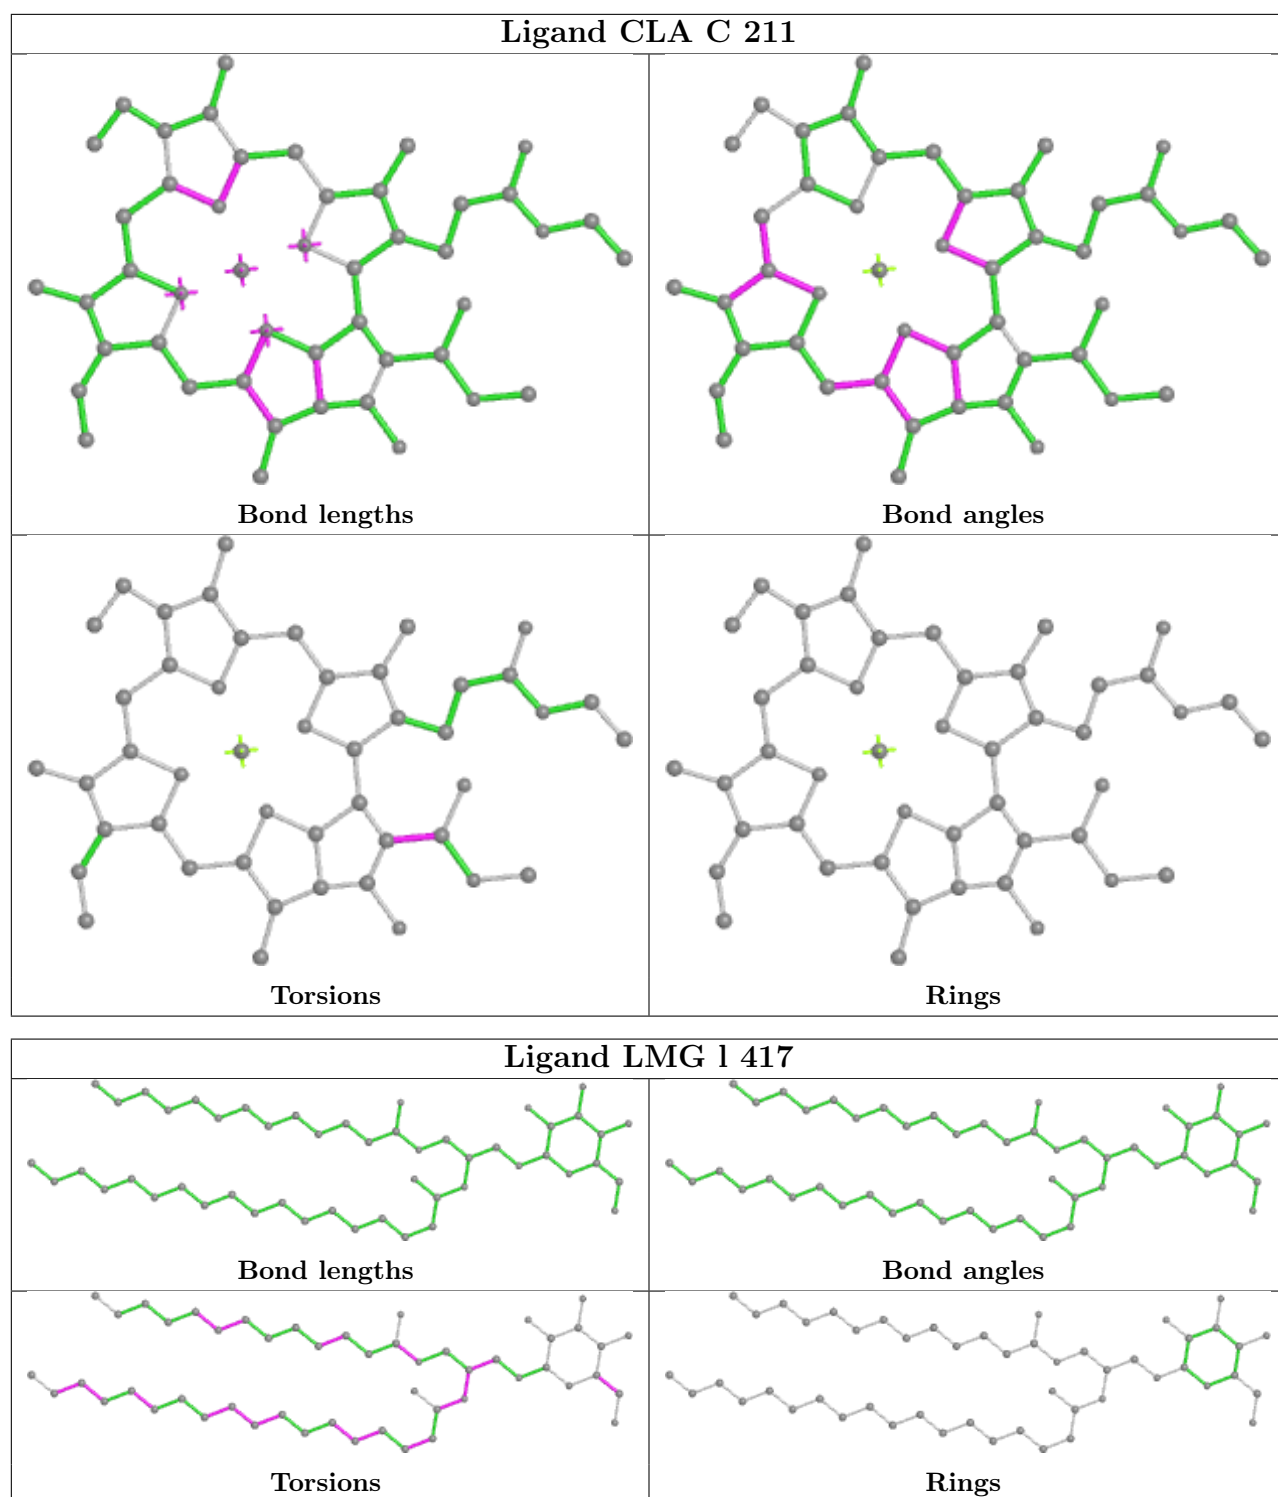 Ligand CLA C 211
Bond lengths
Bond angles
Torsions
Rings
Ligand LMG l 417
Bond lengths
Bond angles
Torsions
Rings